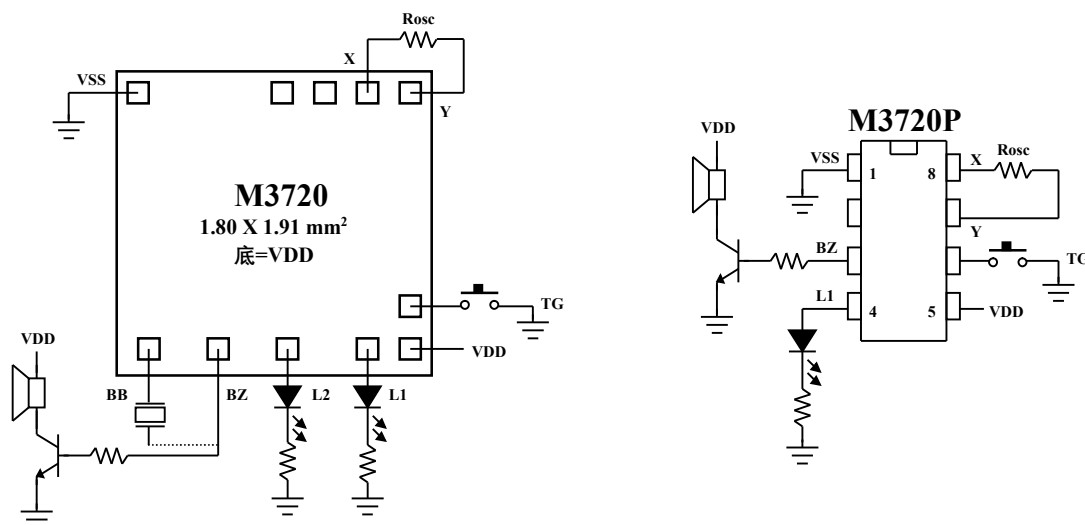 Rosc
X
VSS
Y
M3720
1.80 X 1.91 mm²
底=VDD
TG
VDD
VDD
BB
BZ
L2
L1
M3720P
VDD
VSS
1
8
X
Rosc
Y
BZ
TG
L1
4
5
VDD